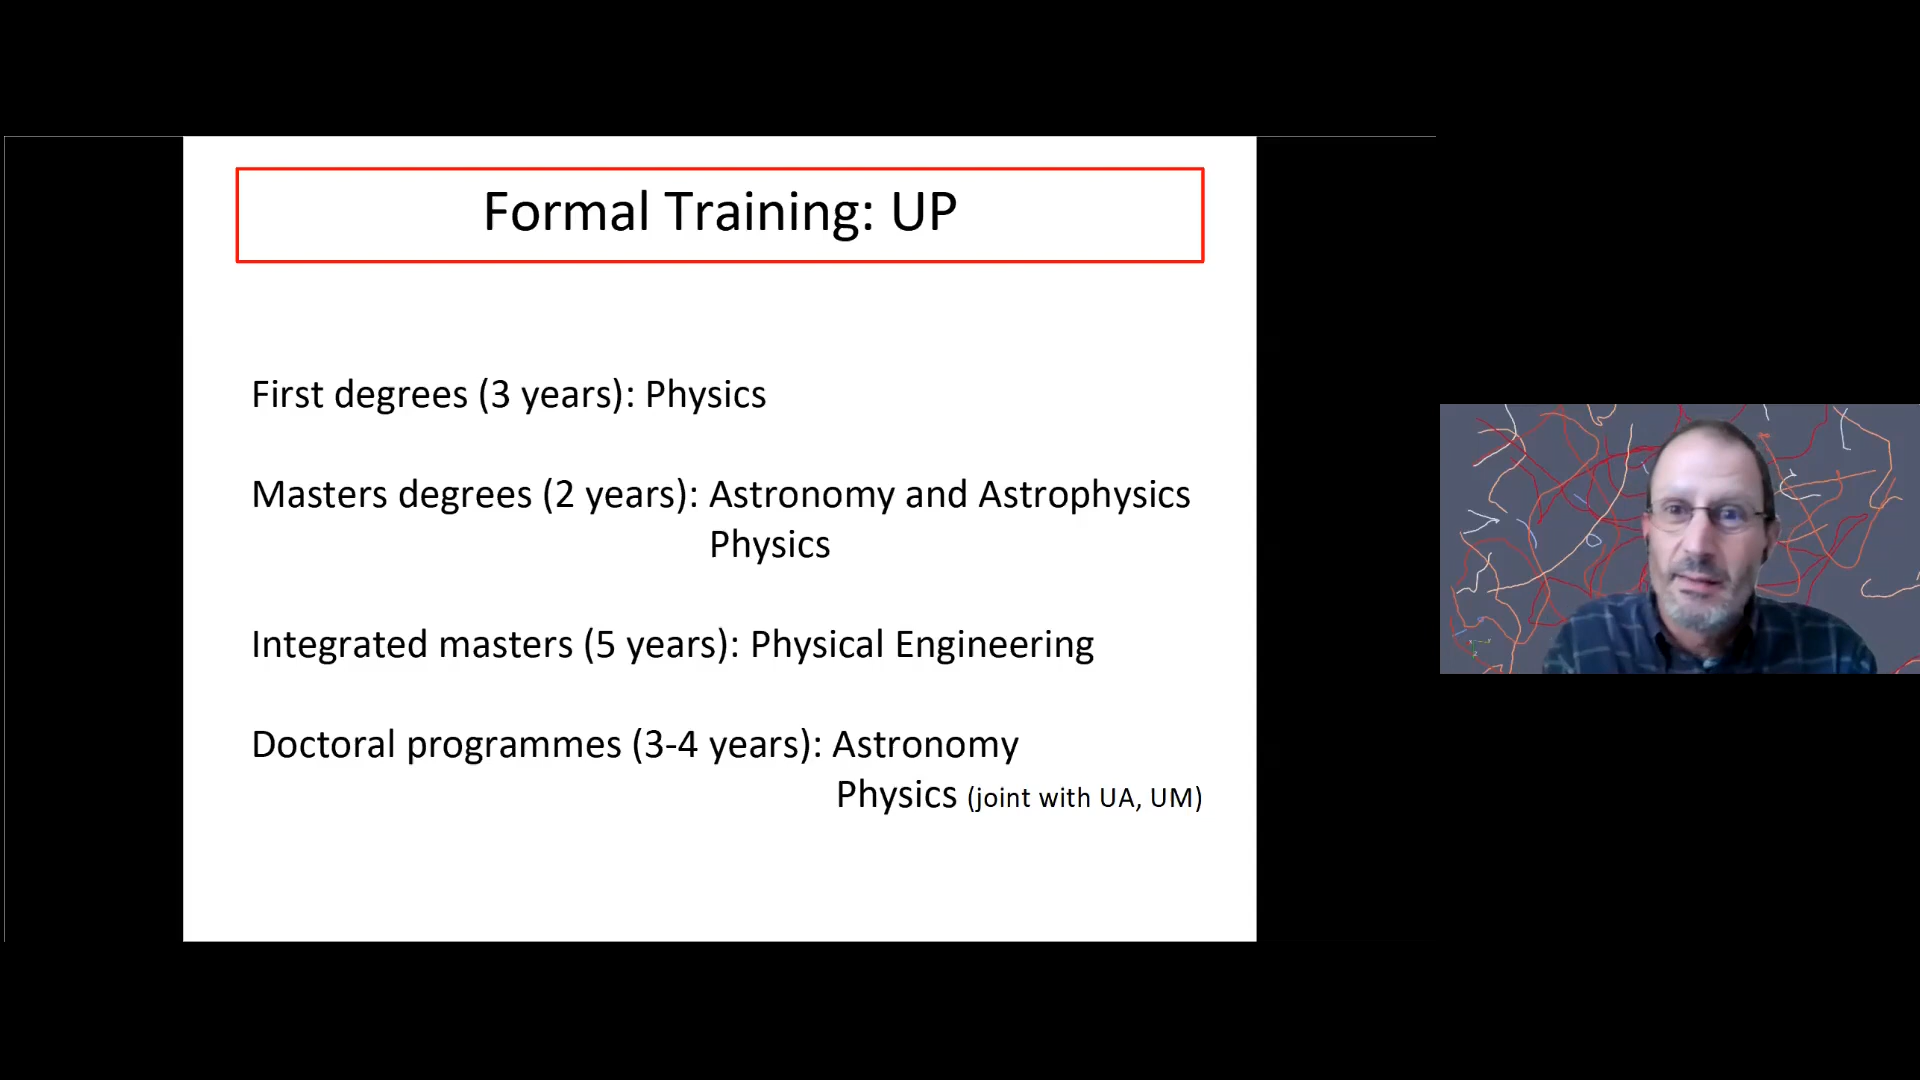 Formal Training: UP
First degrees (3 years): Physics
Masters degrees (2 years): Astronomy and Astrophysics
Physics
Integrated masters (5 years): Physical Engineering
Doctoral programmes (3-4 years): Astronomy
Physics (joint with UA, UM)